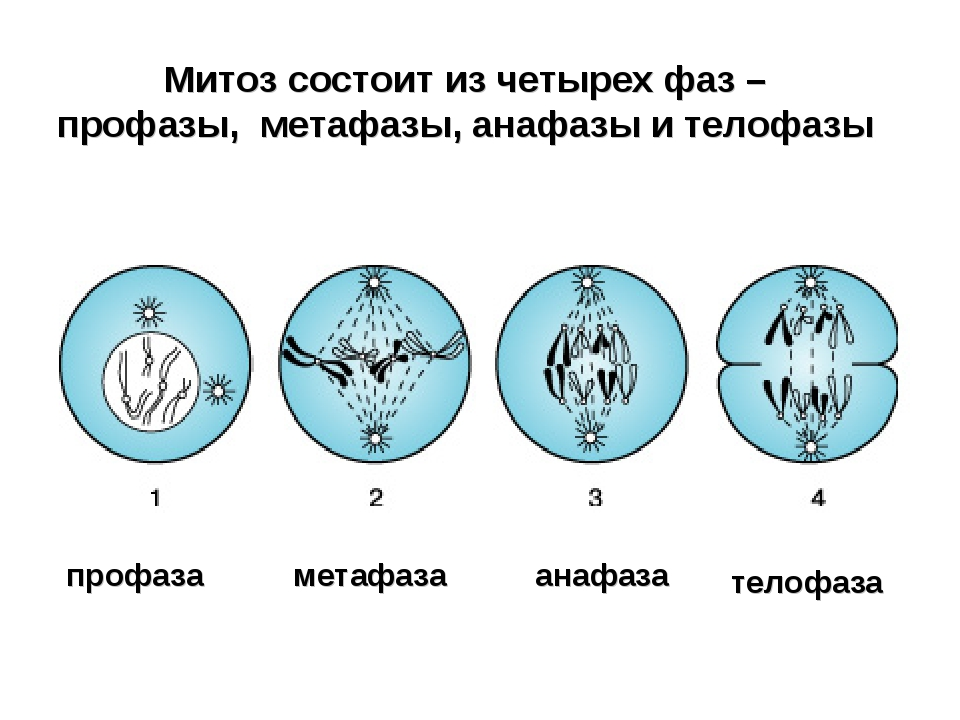 Митоз состоит из четырех фаз –
профазы, метафазы, анафазы и телофазы
1 2 3 4
профаза метафаза анафаза телофаза